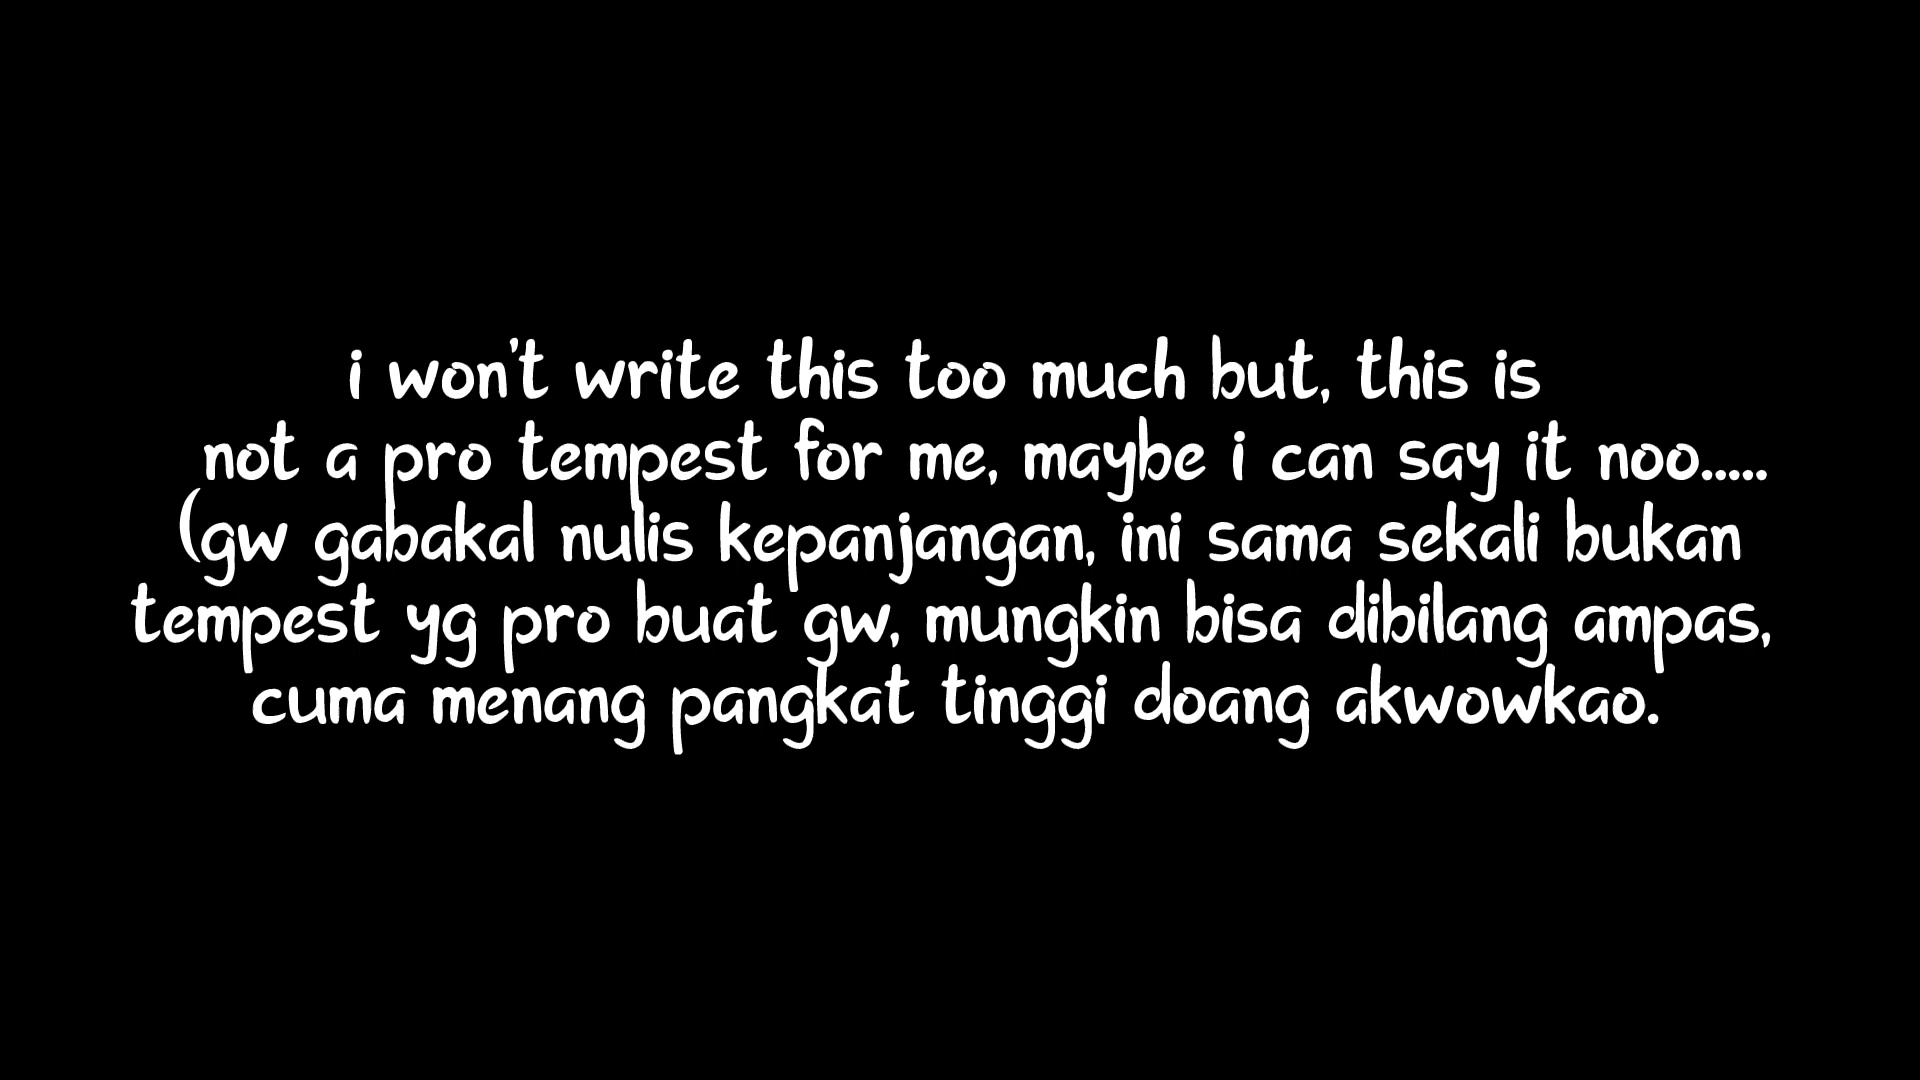 i won't write this too much but, this is
not a pro tempest for me, maybe i can say it noo.....
(gw gabakal nulis kepanjangan, ini sama sekali bukan
tempest yg pro buat gw, mungkin bisa dibilang ampas,
cuma menang pangkat tinggi doang akwowkao.